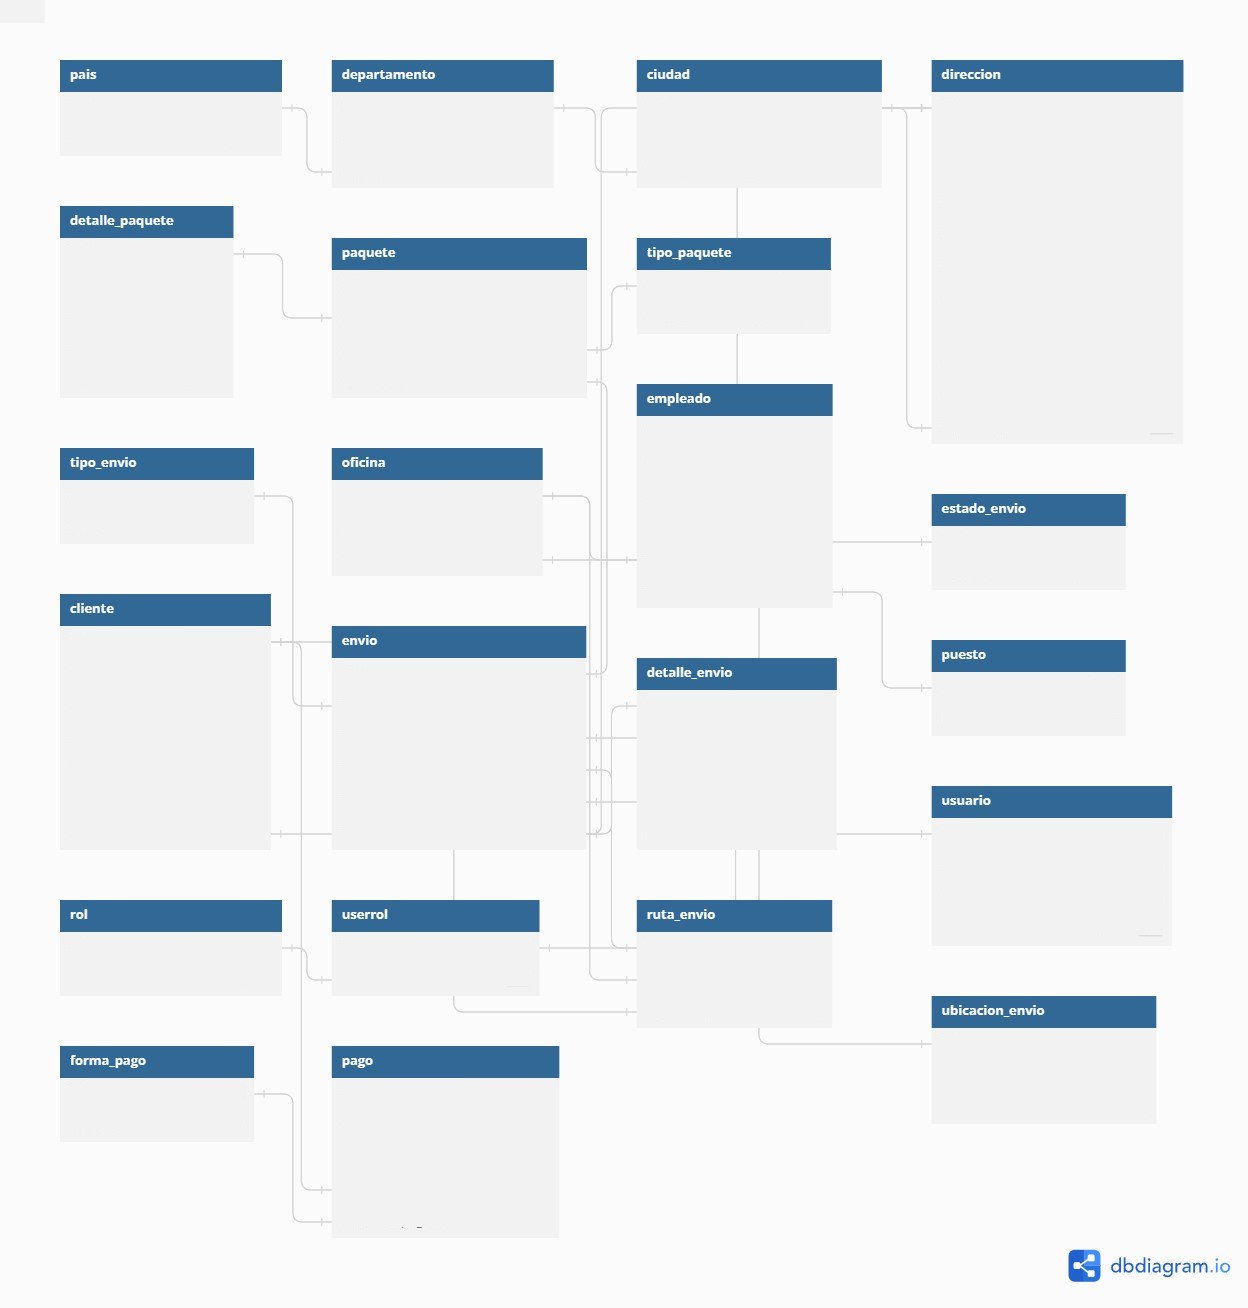 pais
departamento
ciudad
direccion
detalle_paquete
paquete
tipo_paquete
empleado
tipo_envio
oficina
estado_envio
cliente
envio
puesto
detalle_envio
usuario
rol
userrol
ruta_envio
ubicacion_envio
forma_pago
pago
dbdiagram.io